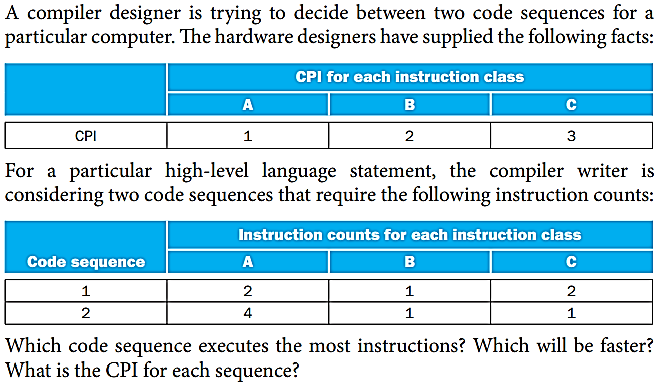 A compiler designer is trying to decide between two code sequences for a
particular computer. The hardware designers have supplied the following facts:
CPI for each instruction class
A B C
CPI 1 2 3
For a particular high-level language statement, the compiler writer is
considering two code sequences that require the following instruction counts:
Instruction counts for each instruction class
Code sequence A B C
1 2 1 2
2 4 1 1
Which code sequence executes the most instructions? Which will be faster?
What is the CPI for each sequence?